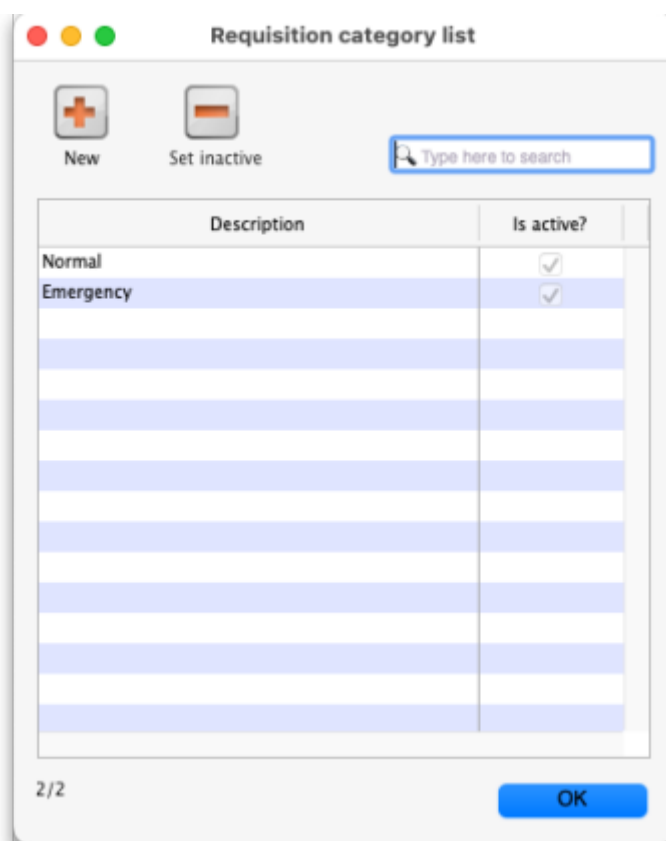 Requisition category list
New Set inactive
Type here to search
Description Is active?
Normal
Emergency
2/2
OK